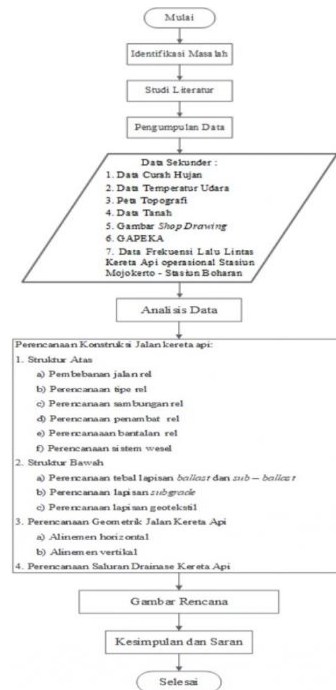 Mulai
Identifikasi Masalah
Studi Literatur
Pengumpulan Data
Data Sekunder :
1. Data Curah Hujan
2. Data Temperatur Udara
3. Peta Topografi
4. Data Tanah
5. Gambar Shop Drawing
6. GAPEKA
7. Data Frekuensi Lalu Lintas
Kereta Api operasional Stasiun
Mojokerto - Stasiun Boharan
Analisis Data
Perencanaan Konstruksi Jalan kereta api:
1. Struktur Atas
a) Pembebanan jalan rel
b) Perencanaan tipe rel
c) Perencanaan sambungan rel
d) Perencanaan penambat rel
e) Perencanaaan bantalan rel
f) Perencanaan sistem wesel
2. Struktur Bawah
a) Perencanaan tebal lapisan ballast dan sub – ballast
b) Perencanaan lapisan subgrade
c) Perencanaan lapisan geotekstil
3. Perencanaan Geometrik Jalan Kereta Api
a) Alinemen horizontal
b) Alinemen vertikal
4. Perencanaan Saluran Drainase Kereta Api
Gambar Rencana
Kesimpulan dan Saran
Selesai